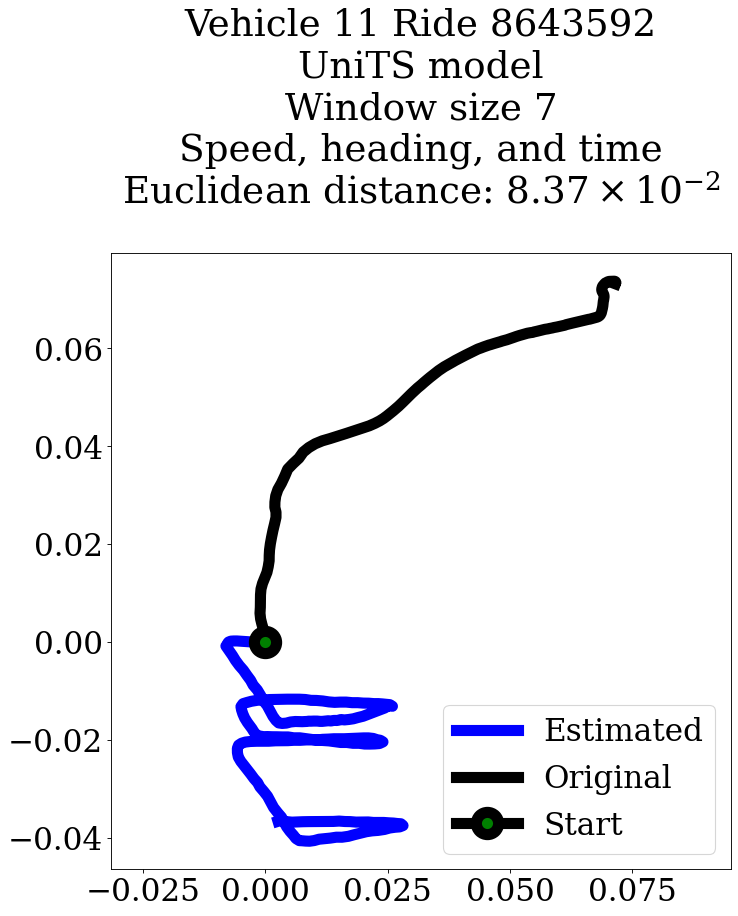 Vehicle 11 Ride 8643592
UniTS model
Window size 7
Speed, heading, and time
Euclidean distance: 8.37 × 10⁻²
0.06
0.04
0.02
0.00
−0.02
−0.04
Estimated
Original
Start
−0.025 0.000 0.025 0.050 0.075